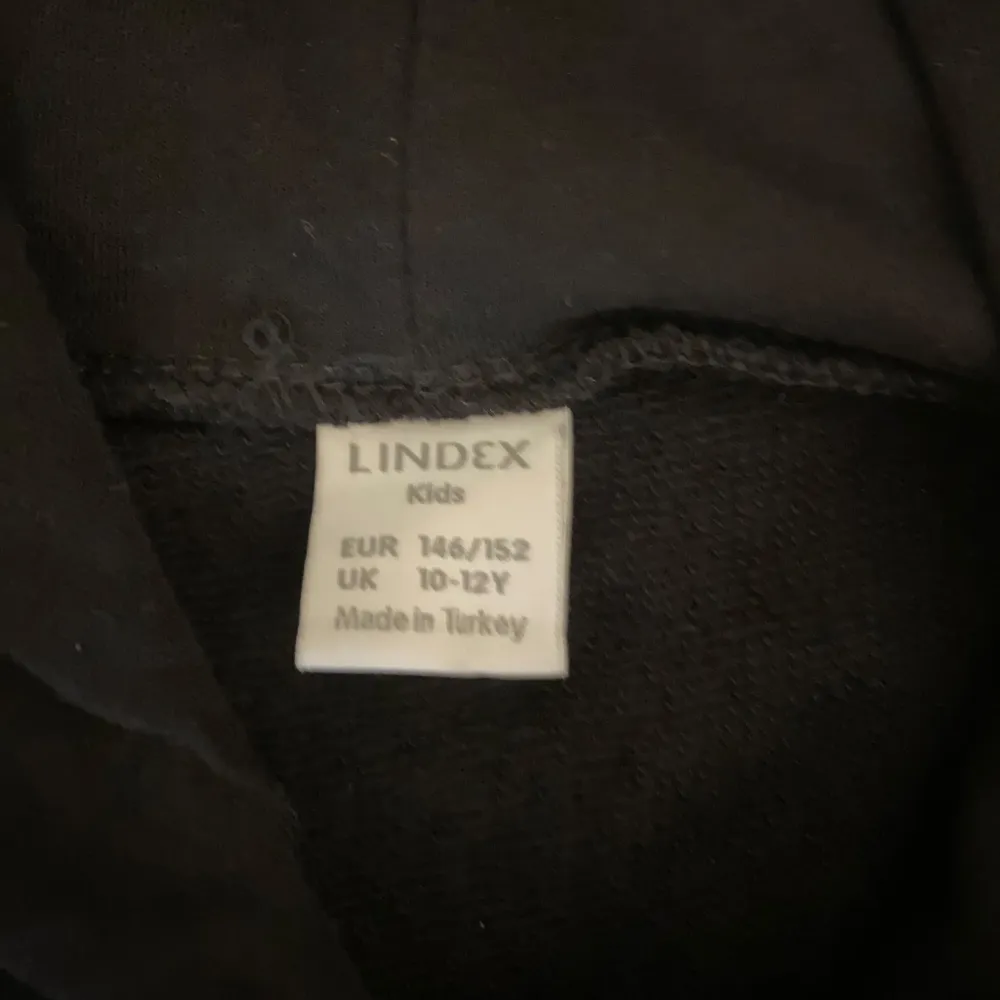 LINDEX
Kids
EUR 146/152
UK 10-12Y
Made in Turkey